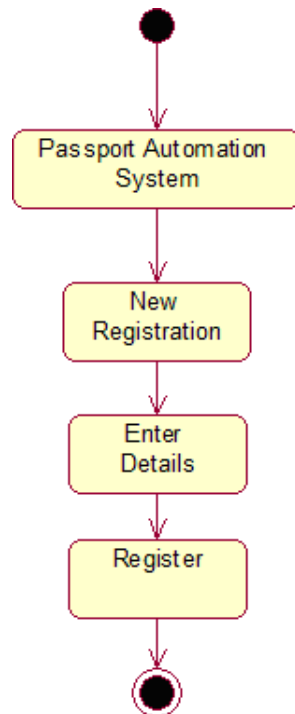 Passport Automation
System
New
Registration
Enter
Details
Register